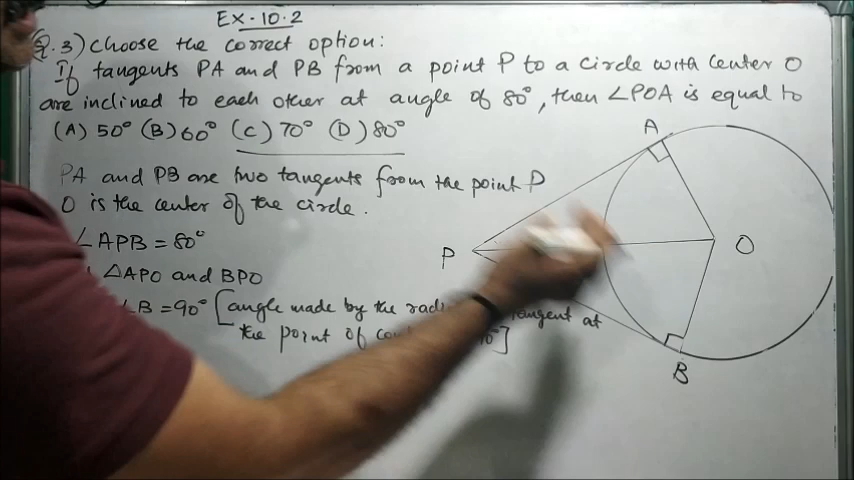 Ex. 10.2
Q.3) choose the correct option:
If tangents PA and PB from a point P to a circle with center O
are inclined to each other at angle of 80°, then ∠POA is equal to
(A) 50° (B) 60° (C) 70° (D) 80°
PA and PB are two tangents from the point P
O is the center of the circle.
∠APB = 80°
△APO and BPO
∠B = 90° [angle made by the tangent at
the point of
A
P
O
B